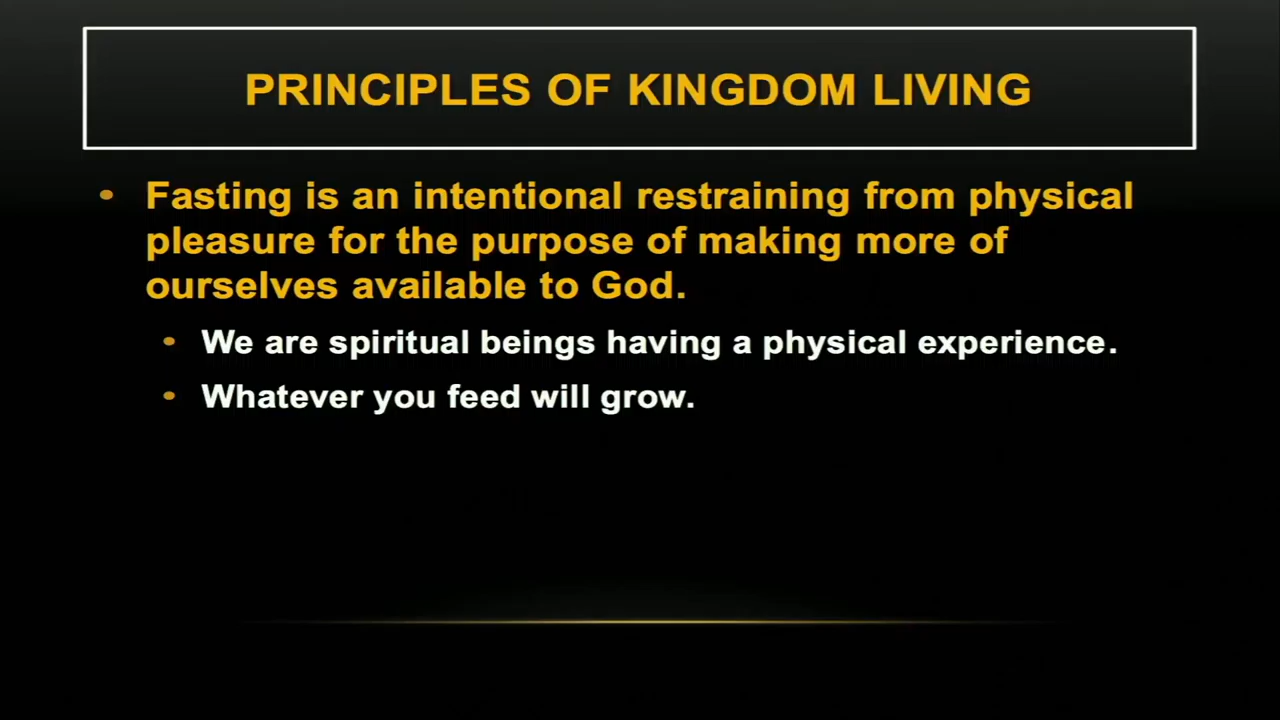 PRINCIPLES OF KINGDOM LIVING
• Fasting is an intentional restraining from physical
pleasure for the purpose of making more of
ourselves available to God.
• We are spiritual beings having a physical experience.
• Whatever you feed will grow.